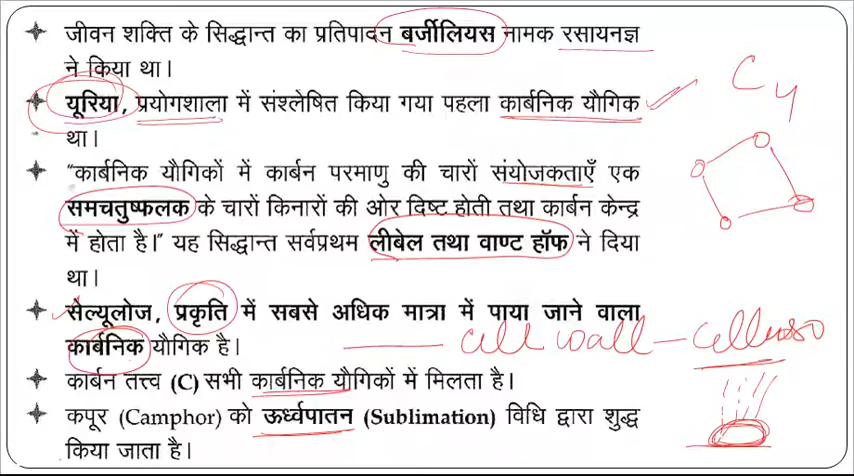 जीवन शक्ति के सिद्धान्त का प्रतिपादन बर्जीलियस नामक रसायनज्ञ
ने किया था।
यूरिया, प्रयोगशाला में संश्लेषित किया गया पहला कार्बनिक यौगिक
था।
"कार्बनिक यौगिकों में कार्बन परमाणु की चारों संयोजकताएँ एक
समचतुष्फलक के चारों किनारों की ओर दिष्ट होती तथा कार्बन केन्द्र
में होता है।" यह सिद्धान्त सर्वप्रथम लीबेल तथा वाण्ट हॉफ ने दिया
था।
सेल्यूलोज, प्रकृति में सबसे अधिक मात्रा में पाया जाने वाला
कार्बनिक यौगिक है।
कार्बन तत्त्व (C) सभी कार्बनिक यौगिकों में मिलता है।
कपूर (Camphor) को ऊर्ध्वपातन (Sublimation) विधि द्वारा शुद्ध
किया जाता है।
C4
cell wall —